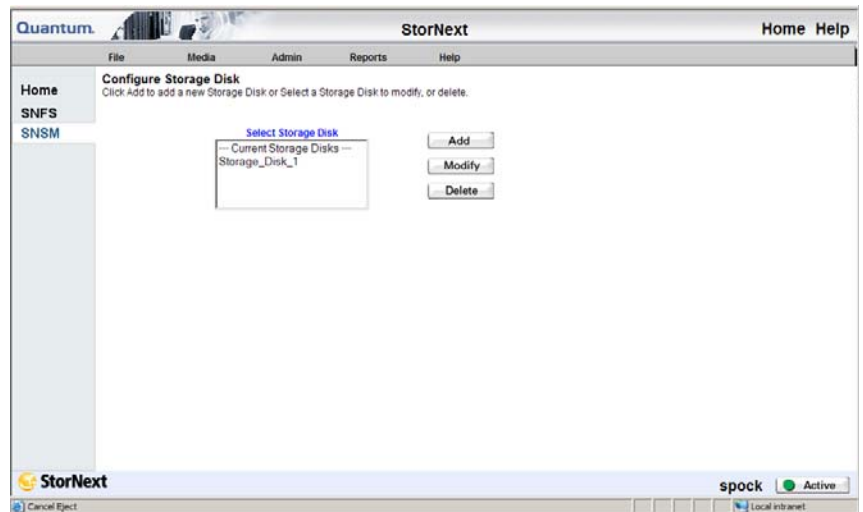 Quantum. StorNext Home Help
File Media Admin Reports Help
Configure Storage Disk
Click Add to add a new Storage Disk or Select a Storage Disk to modify, or delete.
Home
SNFS
SNSM
Select Storage Disk
--- Current Storage Disks ---
Storage_Disk_1
Add
Modify
Delete
StorNext
spock Active
Cancel Eject Local intranet